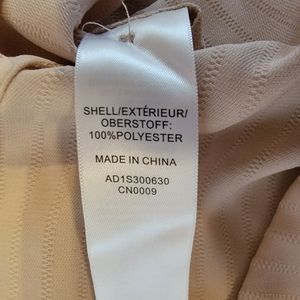 SHELL/EXTÉRIEUR/
OBERSTOFF:
100%POLYESTER
MADE IN CHINA
AD1S300630
CN0009